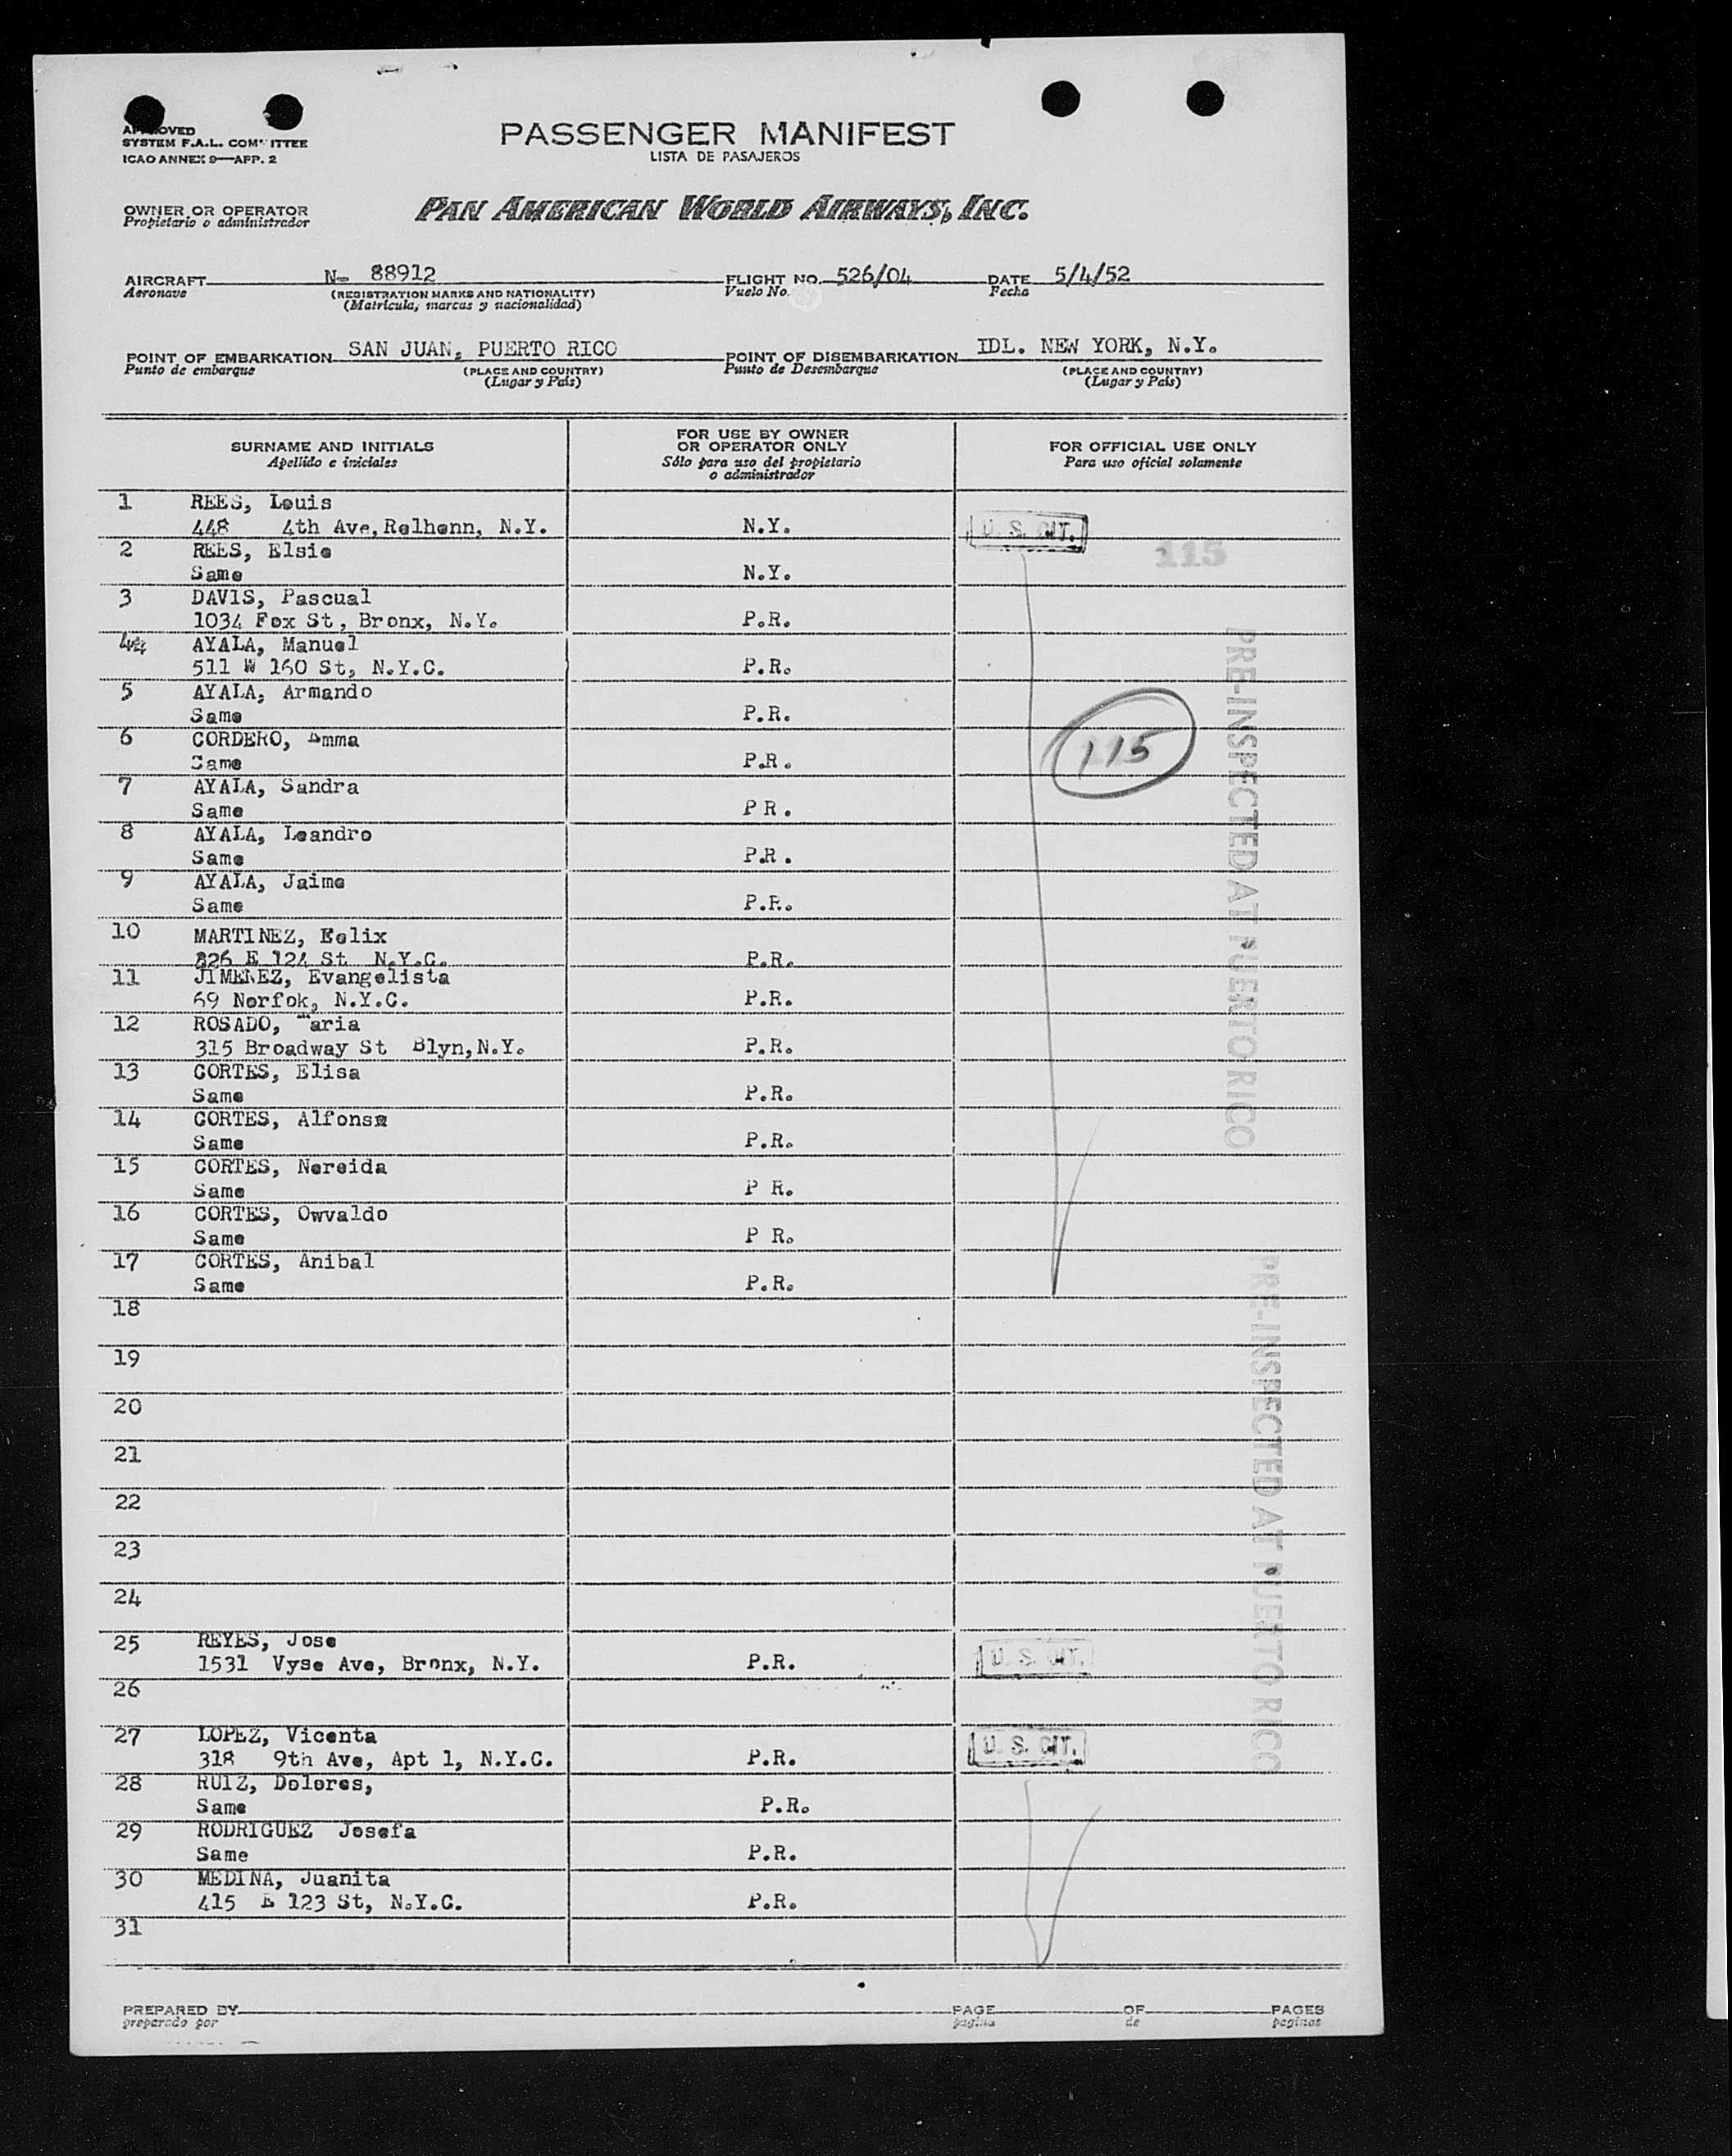 APPROVED
SYSTEM F.A.L. COMMITTEE
ICAO ANNEX 9—APP. 2
PASSENGER MANIFEST
LISTA DE PASAJEROS
OWNER OR OPERATOR
Propietario o administrador
PAN AMERICAN WORLD AIRWAYS, INC.
AIRCRAFT N- 88912 FLIGHT NO. 526/04 DATE 5/4/52
Aeronave (REGISTRATION MARKS AND NATIONALITY) Vuelo No. Fecha
(Matrícula, marcas y nacionalidad)
POINT OF EMBARKATION SAN JUAN, PUERTO RICO POINT OF DISEMBARKATION IDL. NEW YORK, N.Y.
Punto de embarque (PLACE AND COUNTRY) Punto de Desembarque (PLACE AND COUNTRY)
(Lugar y País) (Lugar y País)
SURNAME AND INITIALS
Apellido e iniciales
FOR USE BY OWNER
OR OPERATOR ONLY
Sólo para uso del propietario
o administrador
FOR OFFICIAL USE ONLY
Para uso oficial solamente
1 REES, Louis
448 4th Ave, Relhenn, N.Y. N.Y. U. S. CIT.
2 REES, Elsie 115
Same N.Y.
3 DAVIS, Pascual
1034 Fox St, Bronx, N.Y. P.R.
4 AYALA, Manuel
511 W 160 St, N.Y.C. P.R.
5 AYALA, Armando
Same P.R.
6 CORDERO, Emma 115
Same P.R.
7 AYALA, Sandra
Same P R.
8 AYALA, Leandro
Same P.R.
9 AYALA, Jaime
Same P.R.
10 MARTINEZ, Felix
826 E 124 St N.Y.C. P.R.
11 JIMENEZ, Evangelista
69 Norfok, N.Y.C. P.R.
12 ROSADO, Maria
315 Broadway St Blyn, N.Y. P.R.
13 CORTES, Elisa
Same P.R.
14 CORTES, Alfonsa
Same P.R.
15 CORTES, Nereida
Same P R.
16 CORTES, Owvaldo
Same P R.
17 CORTES, Anibal
Same P.R.
18
19
20
21
22
23
24
25 REYES, Jose
1531 Vyse Ave, Bronx, N.Y. P.R. U. S. CIT.
26
27 LOPEZ, Vicenta
318 9th Ave, Apt 1, N.Y.C. P.R. U. S. CIT.
28 RUIZ, Dolores,
Same P.R.
29 RODRIGUEZ Josefa
Same P.R.
30 MEDINA, Juanita
415 E 123 St, N.Y.C. P.R.
31
PRE-INSPECTED AT PUERTO RICO
PRE-INSPECTED AT PUERTO RICO
PREPARED BY PAGE OF PAGES
preparado por pagina de paginas